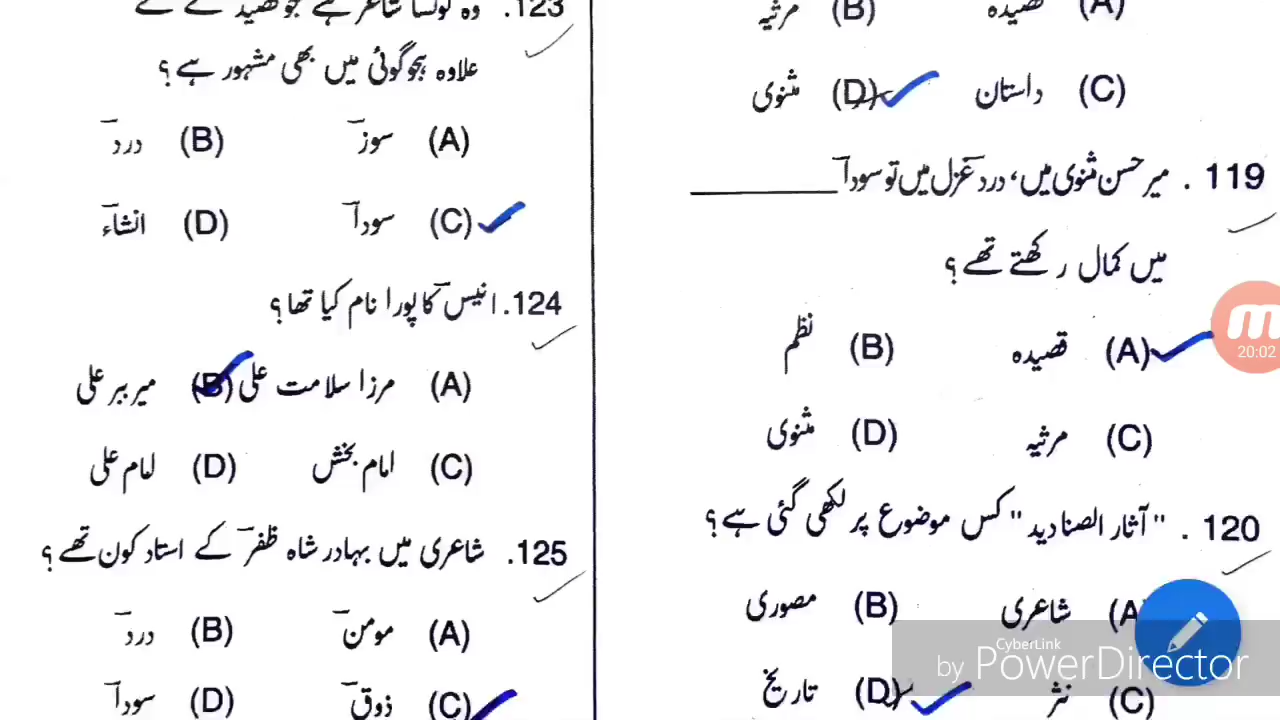 (A) قصیدہ (B) مرثیہ
(C) داستان (D) مثنوی
119 . میر حسن مثنوی میں، درد غزل میں تو سودا ________
میں کمال رکھتے تھے ؟
(A) قصیدہ (B) نظم
(C) مرثیہ (D) مثنوی
120 . "آثار الصنادید" کس موضوع پر لکھی گئی ہے ؟
(A) شاعری (B) مصوری
(C) نثر (D) تاریخ
123. وہ کونسا شاعر ہے جو قصیدے کے
علاوہ ہجوگوئی میں بھی مشہور ہے ؟
(A) سوز (B) درد
(C) سودا (D) انشاء
124. انیس کا پورا نام کیا تھا ؟
(A) مرزا سلامت علی (B) میر ببر علی
(C) امام بخش (D) امام علی
125. شاعری میں بہادر شاہ ظفر کے استاد کون تھے ؟
(A) مومن (B) درد
(C) ذوق (D) سودا
20:02
CyberLink
by PowerDirector